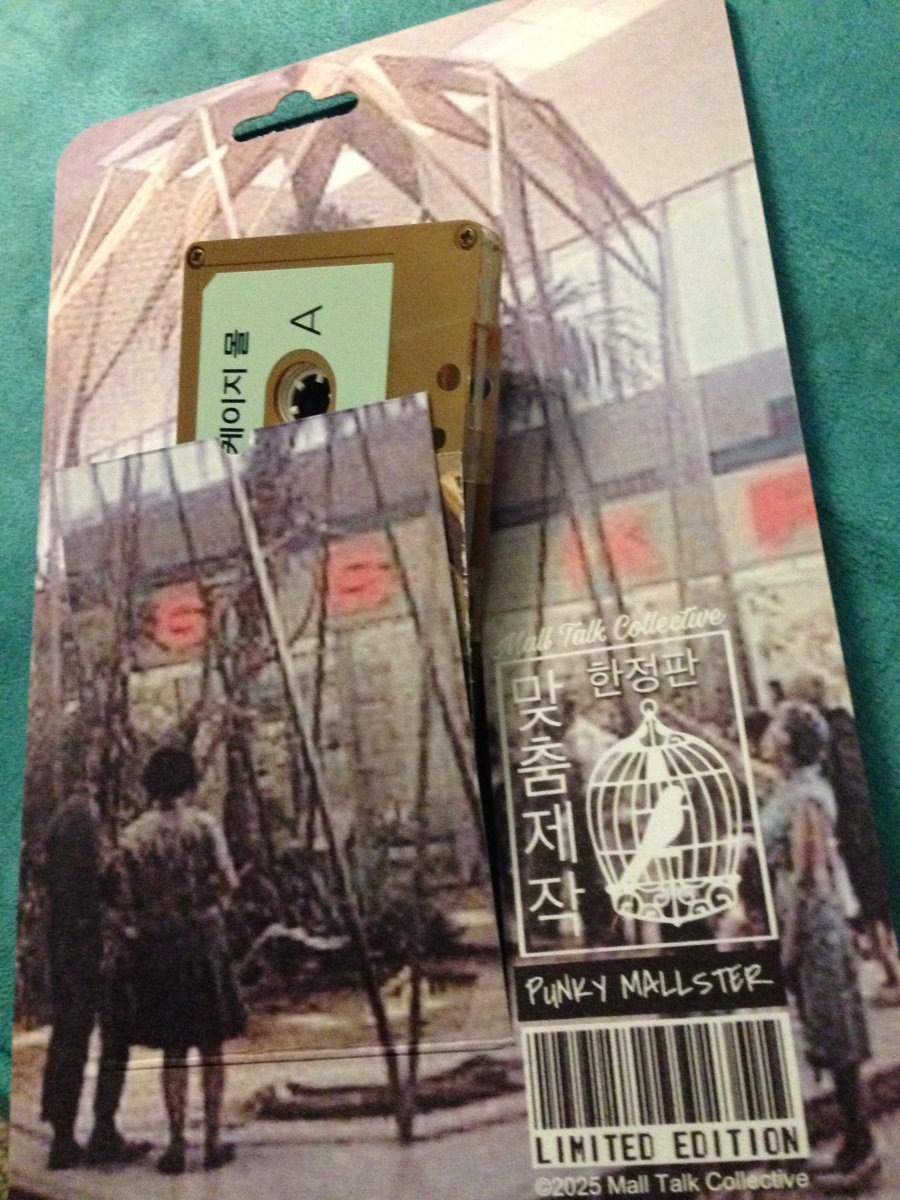 A
케이지 몰
S S K
Mall Talk Collective
한정판
맞춤제작
PUNKY MALLSTER
LIMITED EDITION
©2025 Mall Talk Collective